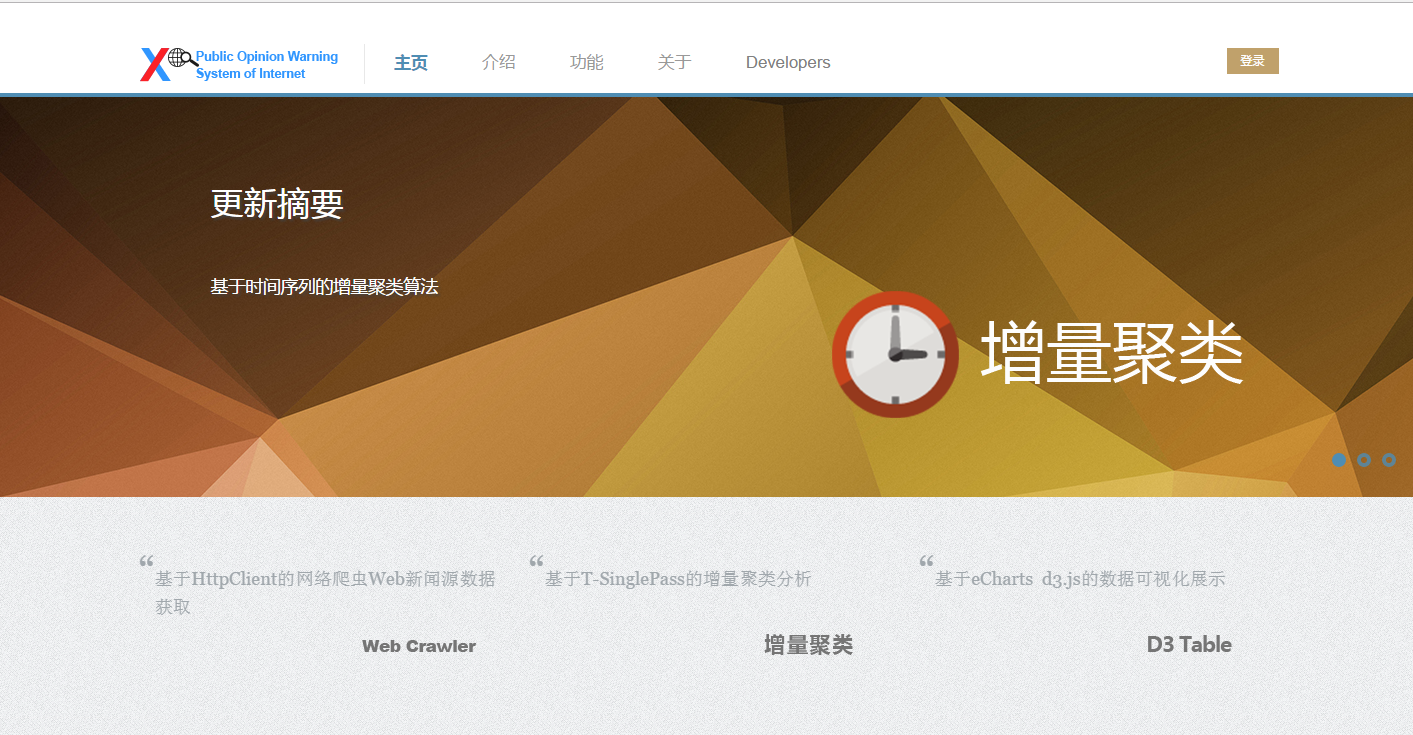 Public Opinion Warning
System of Internet
主页
介绍
功能
关于
Developers
登录
更新摘要
基于时间序列的增量聚类算法
增量聚类
“基于HttpClient的网络爬虫Web新闻源数据
获取
Web Crawler
“基于T-SinglePass的增量聚类分析
增量聚类
“基于eCharts d3.js的数据可视化展示
D3 Table